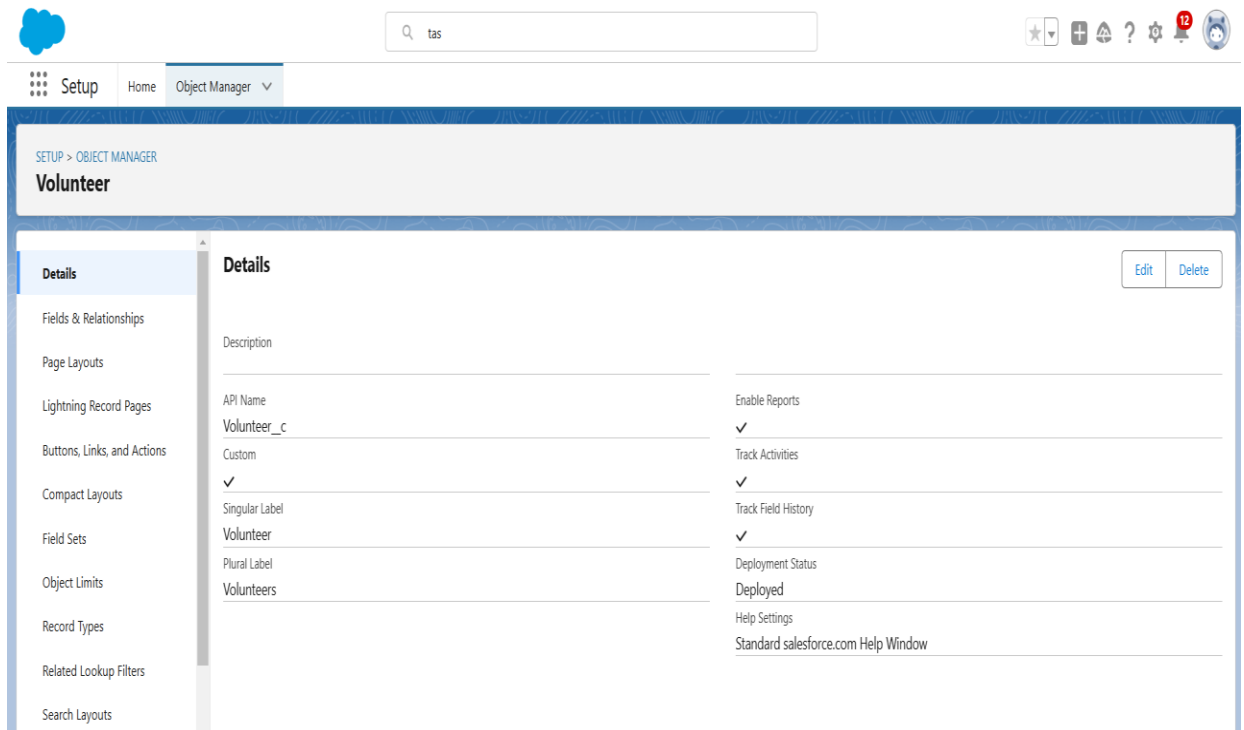 tas
12
Setup
Home
Object Manager
SETUP > OBJECT MANAGER
Volunteer
Details
Fields & Relationships
Page Layouts
Lightning Record Pages
Buttons, Links, and Actions
Compact Layouts
Field Sets
Object Limits
Record Types
Related Lookup Filters
Search Layouts
Details
Edit
Delete
Description
API Name
Volunteer__c
Custom
Singular Label
Volunteer
Plural Label
Volunteers
Enable Reports
Track Activities
Track Field History
Deployment Status
Deployed
Help Settings
Standard salesforce.com Help Window